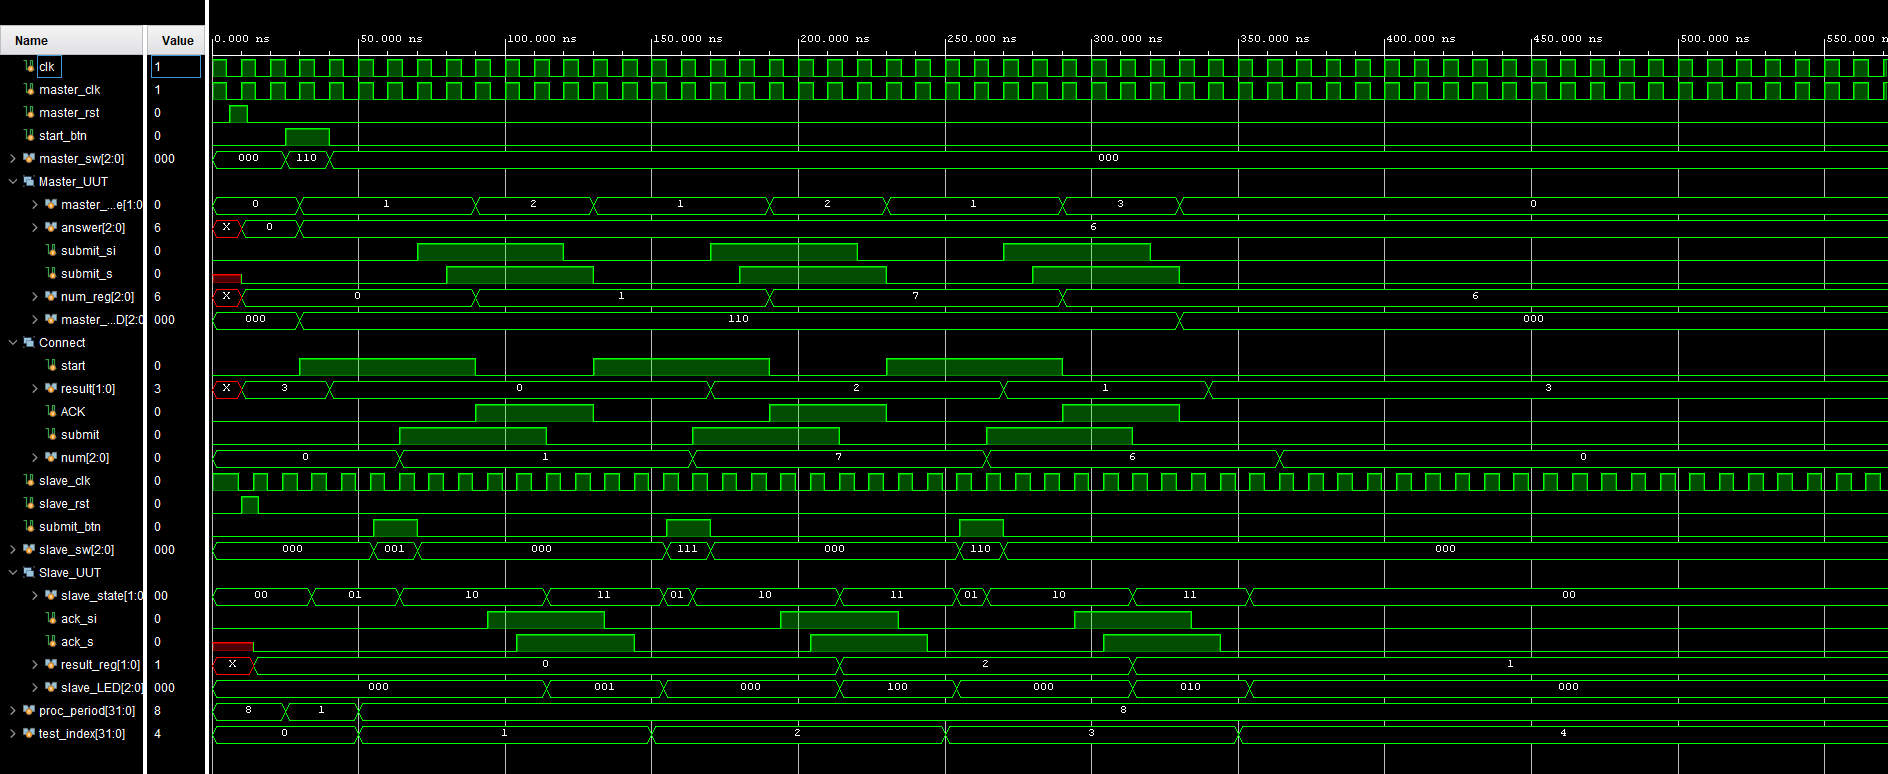 Name Value 0.000 ns 50.000 ns 100.000 ns 150.000 ns 200.000 ns 250.000 ns 300.000 ns 350.000 ns 400.000 ns 450.000 ns 500.000 ns 550.000 n
clk 1
master_clk 1
master_rst 0
start_btn 0
master_sw[2:0] 000 000 110 000
Master_UUT
master_...e[1:0 0 0 1 2 1 2 1 3 0
answer[2:0] 6 X 0 6
submit_si 0
submit_s 0
num_reg[2:0] 6 X 0 1 7 6
master_...D[2:0 000 000 110 000
Connect
start 0
result[1:0] 3 X 3 0 2 1 3
ACK 0
submit 0
num[2:0] 0 0 1 7 6 0
slave_clk 0
slave_rst 0
submit_btn 0
slave_sw[2:0] 000 000 001 000 111 000 110 000
Slave_UUT
slave_state[1:0 00 00 01 10 11 01 10 11 01 10 11 00
ack_si 0
ack_s 0
result_reg[1:0] 1 X 0 2 1
slave_LED[2:0] 000 000 001 000 100 000 010 000
proc_period[31:0] 8 8 1 8
test_index[31:0] 4 0 1 2 3 4